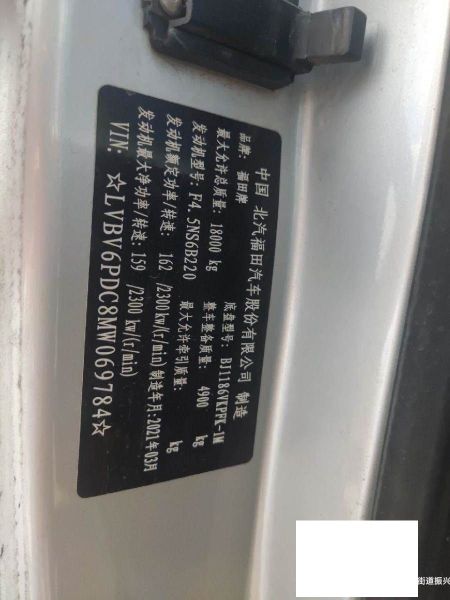 中国 北汽福田汽车股份有限公司 制造
品牌: 福田牌 底盘型号: BJ1186VKPFK-1M
最大允许总质量: 18000 kg 整车整备质量: 4900 kg
发动机型号: F4.5NS6B220 最大允许牵引质量: kg
发动机额定功率/转速: 162 /2300 kw/(r/min)
发动机最大净功率/转速: 159 /2300 kw/(r/min) 制造年月: 2021年03月
VIN: ☆LVBV6PDC8MW069784☆
街道振兴